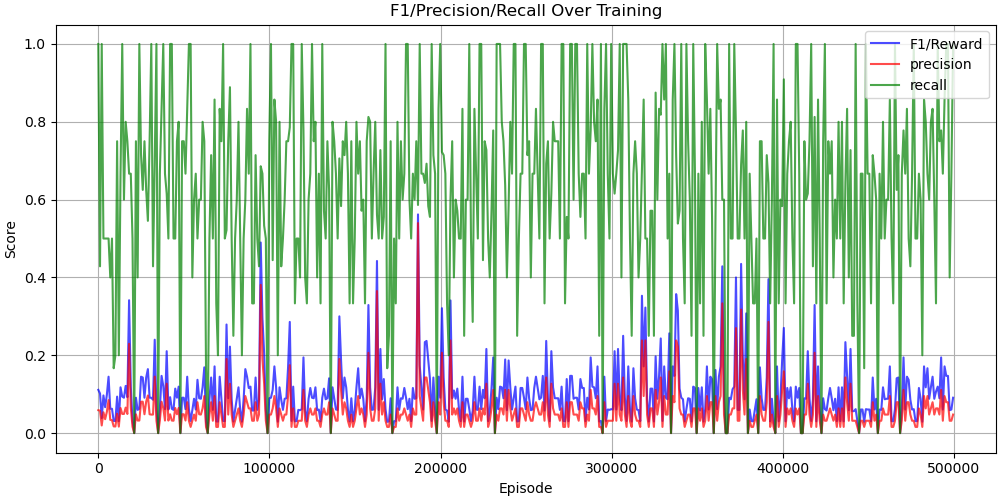 F1/Precision/Recall Over Training
1.0
0.8
0.6
0.4
0.2
0.0
Score
F1/Reward
precision
recall
0
100000
200000
300000
400000
500000
Episode